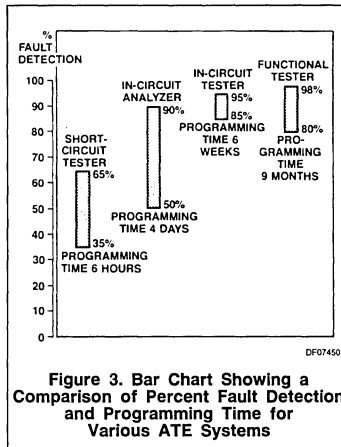 %
FAULT
DETECTION
100
90
80
70
60
50
40
30
20
10
0
SHORT-
CIRCUIT
TESTER
65%
35%
PROGRAMMING
TIME 6 HOURS
IN-CIRCUIT
ANALYZER
90%
50%
PROGRAMMING
TIME 4 DAYS
IN-CIRCUIT
TESTER
95%
85%
PROGRAMMING
TIME 6
WEEKS
FUNCTIONAL
TESTER
98%
80%
PRO-
GRAMMING
TIME
9 MONTHS
DF07450
Figure 3. Bar Chart Showing a
Comparison of Percent Fault Detection
and Programming Time for
Various ATE Systems